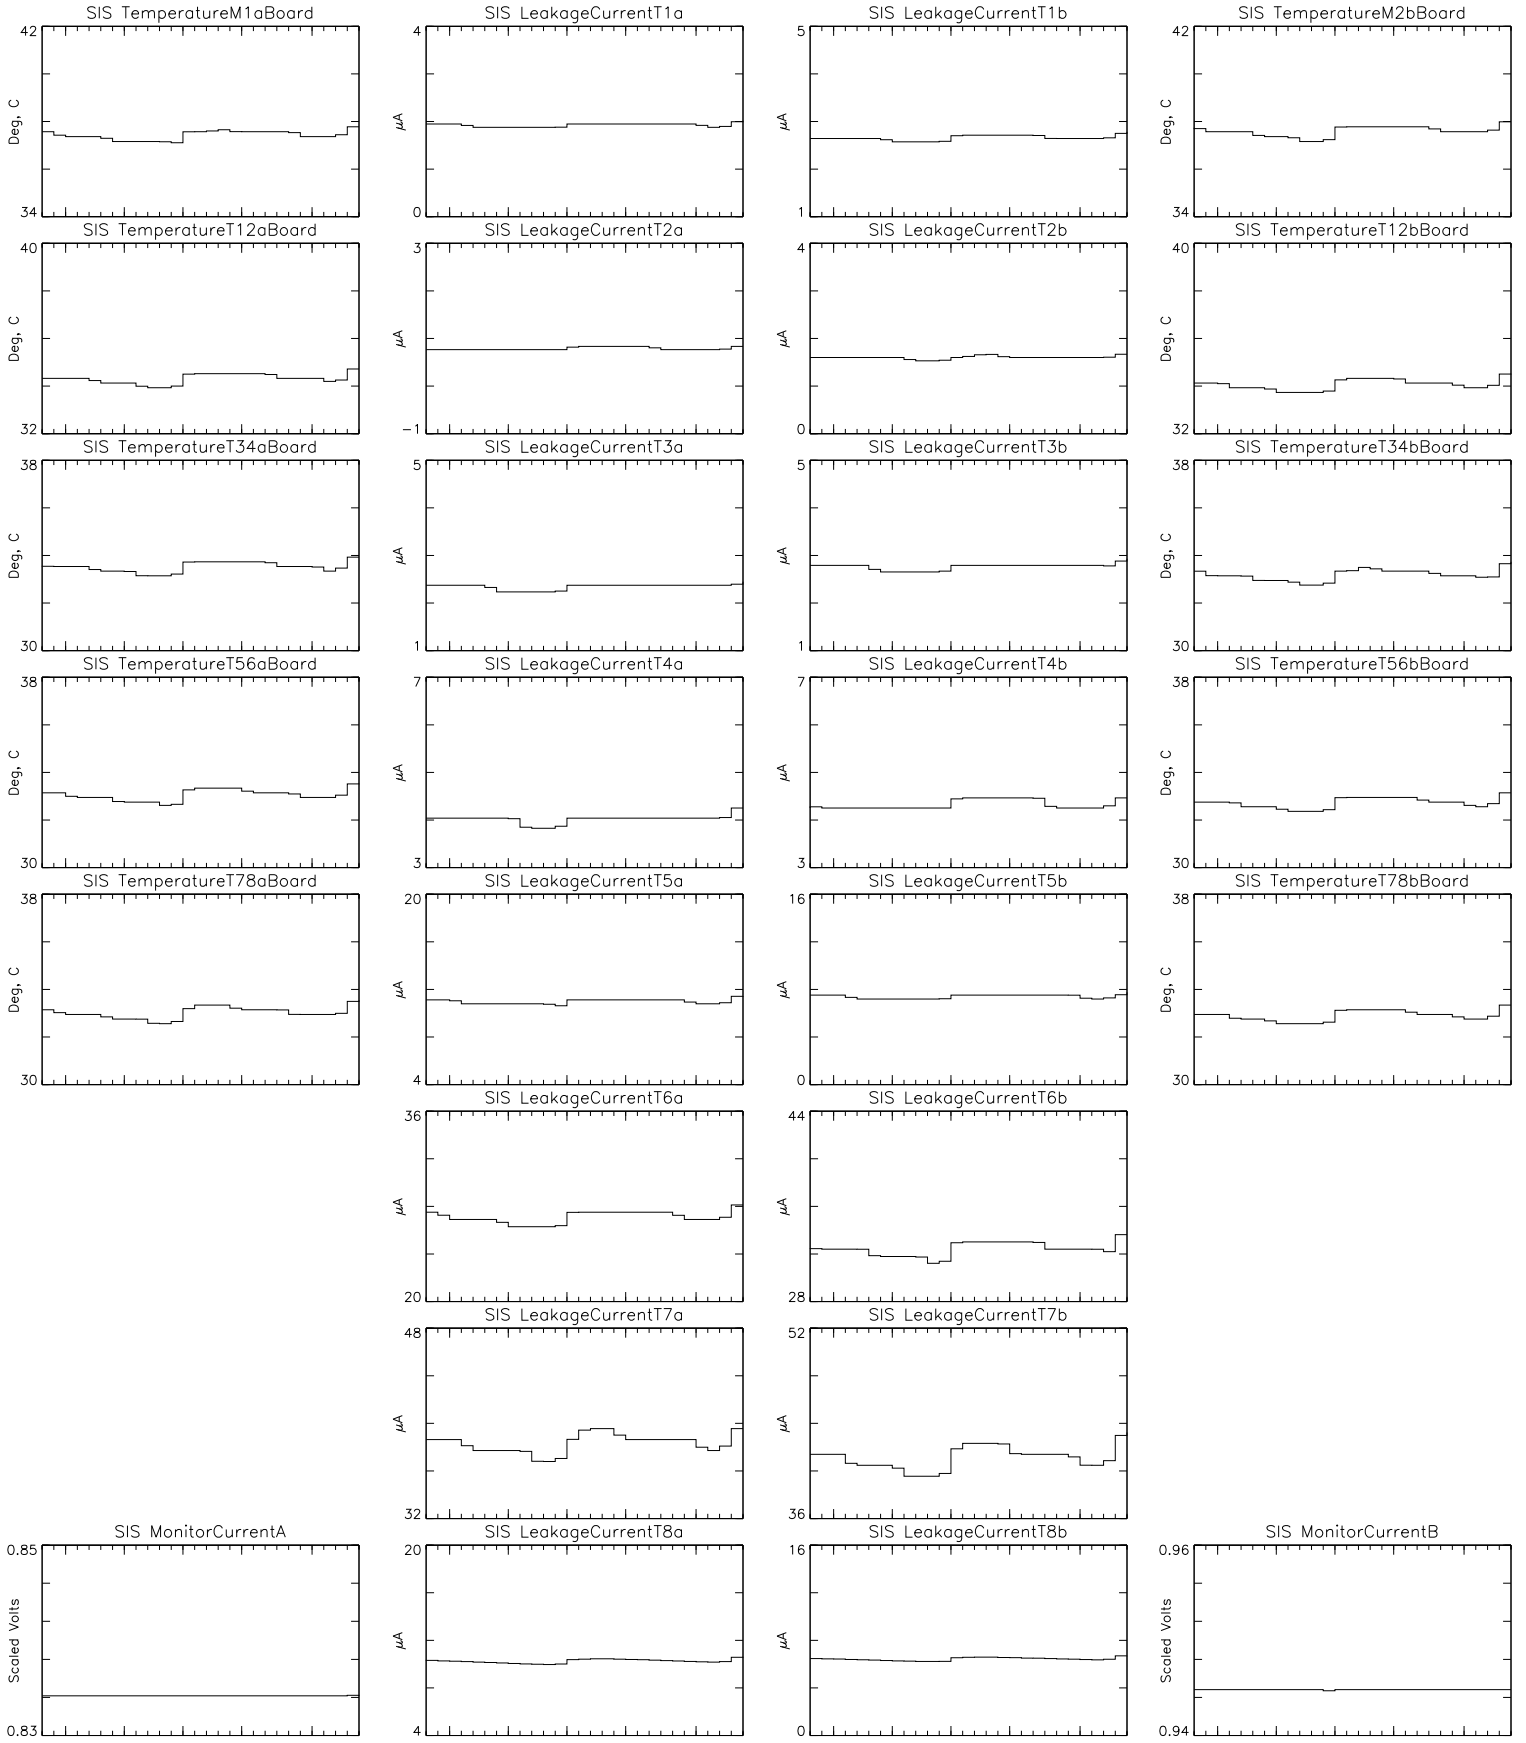 SIS TemperatureM1aBoard
42
Deg, C
34
SIS LeakageCurrentT1a
4
μA
0
SIS LeakageCurrentT1b
5
μA
1
SIS TemperatureM2bBoard
42
Deg, C
34
SIS TemperatureT12aBoard
40
Deg, C
32
SIS LeakageCurrentT2a
3
μA
−1
SIS LeakageCurrentT2b
4
μA
0
SIS TemperatureT12bBoard
40
Deg, C
32
SIS TemperatureT34aBoard
38
Deg, C
30
SIS LeakageCurrentT3a
5
μA
1
SIS LeakageCurrentT3b
5
μA
1
SIS TemperatureT34bBoard
38
Deg, C
30
SIS TemperatureT56aBoard
38
Deg, C
30
SIS LeakageCurrentT4a
7
μA
3
SIS LeakageCurrentT4b
7
μA
3
SIS TemperatureT56bBoard
38
Deg, C
30
SIS TemperatureT78aBoard
38
Deg, C
30
SIS LeakageCurrentT5a
20
μA
4
SIS LeakageCurrentT5b
16
μA
0
SIS TemperatureT78bBoard
38
Deg, C
30
SIS LeakageCurrentT6a
36
μA
20
SIS LeakageCurrentT6b
44
μA
28
SIS LeakageCurrentT7a
48
μA
32
SIS LeakageCurrentT7b
52
μA
36
SIS MonitorCurrentA
0.85
Scaled Volts
0.83
SIS LeakageCurrentT8a
20
μA
4
SIS LeakageCurrentT8b
16
μA
0
SIS MonitorCurrentB
0.96
Scaled Volts
0.94